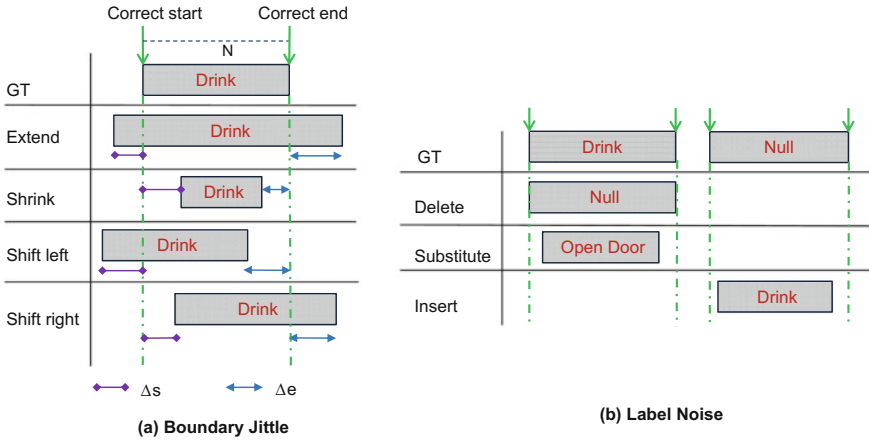 Correct start
Correct end
N
GT
Drink
Extend
Drink
Shrink
Drink
Shift left
Drink
Shift right
Drink
Δs
Δe
(a) Boundary Jittle
GT
Drink
Null
Delete
Null
Substitute
Open Door
Insert
Drink
(b) Label Noise